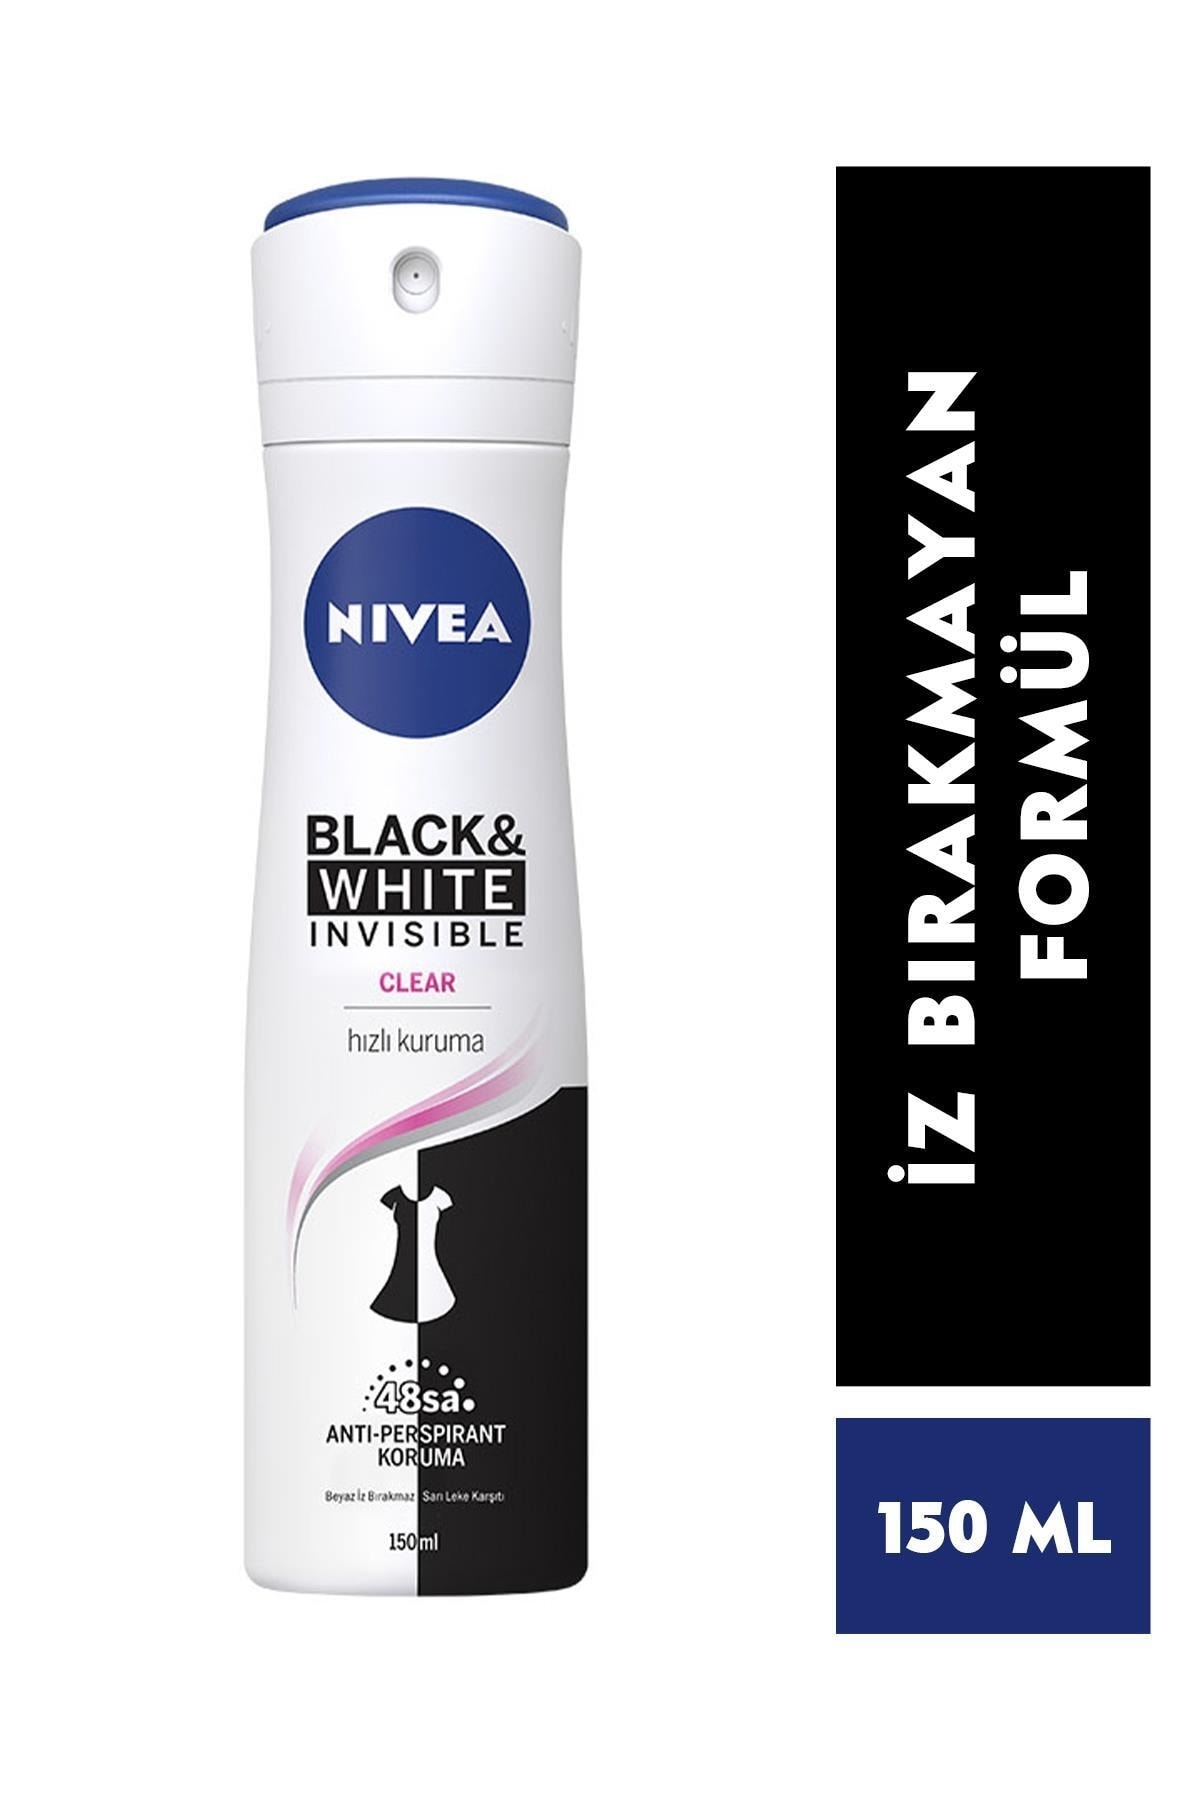 NIVEA
BLACK&
WHITE
INVISIBLE
CLEAR
hızlı kuruma
48sa
ANTI-PERSPIRANT
KORUMA
Beyaz İz Bırakmaz Sarı Leke Karşıtı
150ml
İZ BIRAKMAYAN
FORMÜL
150 ML